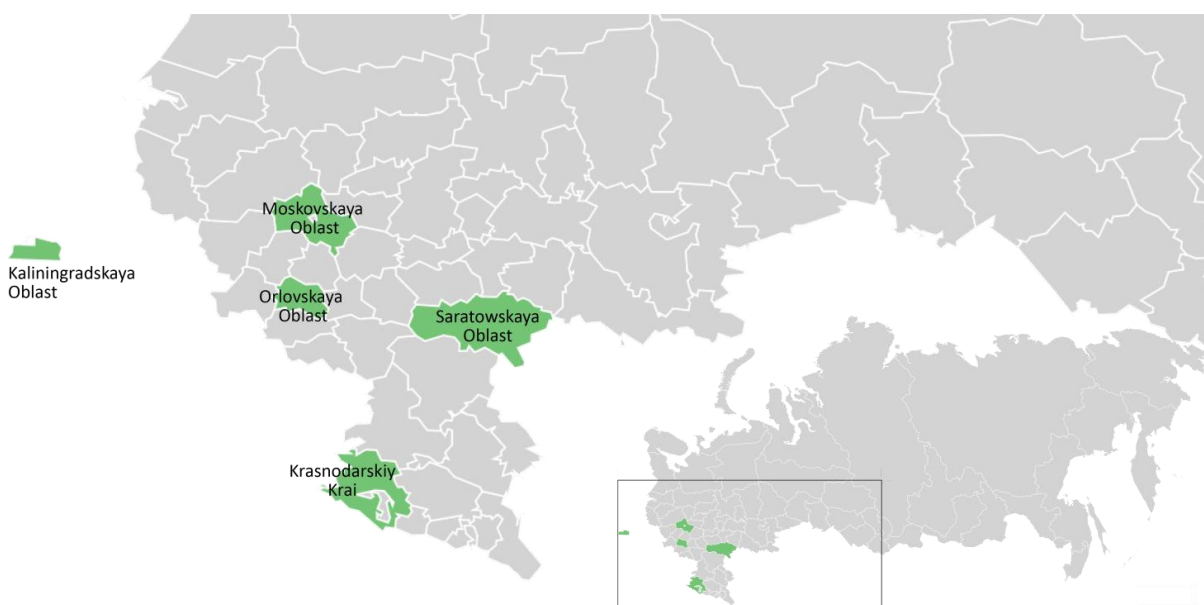 Moskovskaya
Oblast
Kaliningradskaya
Oblast
Orlovskaya
Oblast
Saratowskaya
Oblast
Krasnodarskiy
Krai